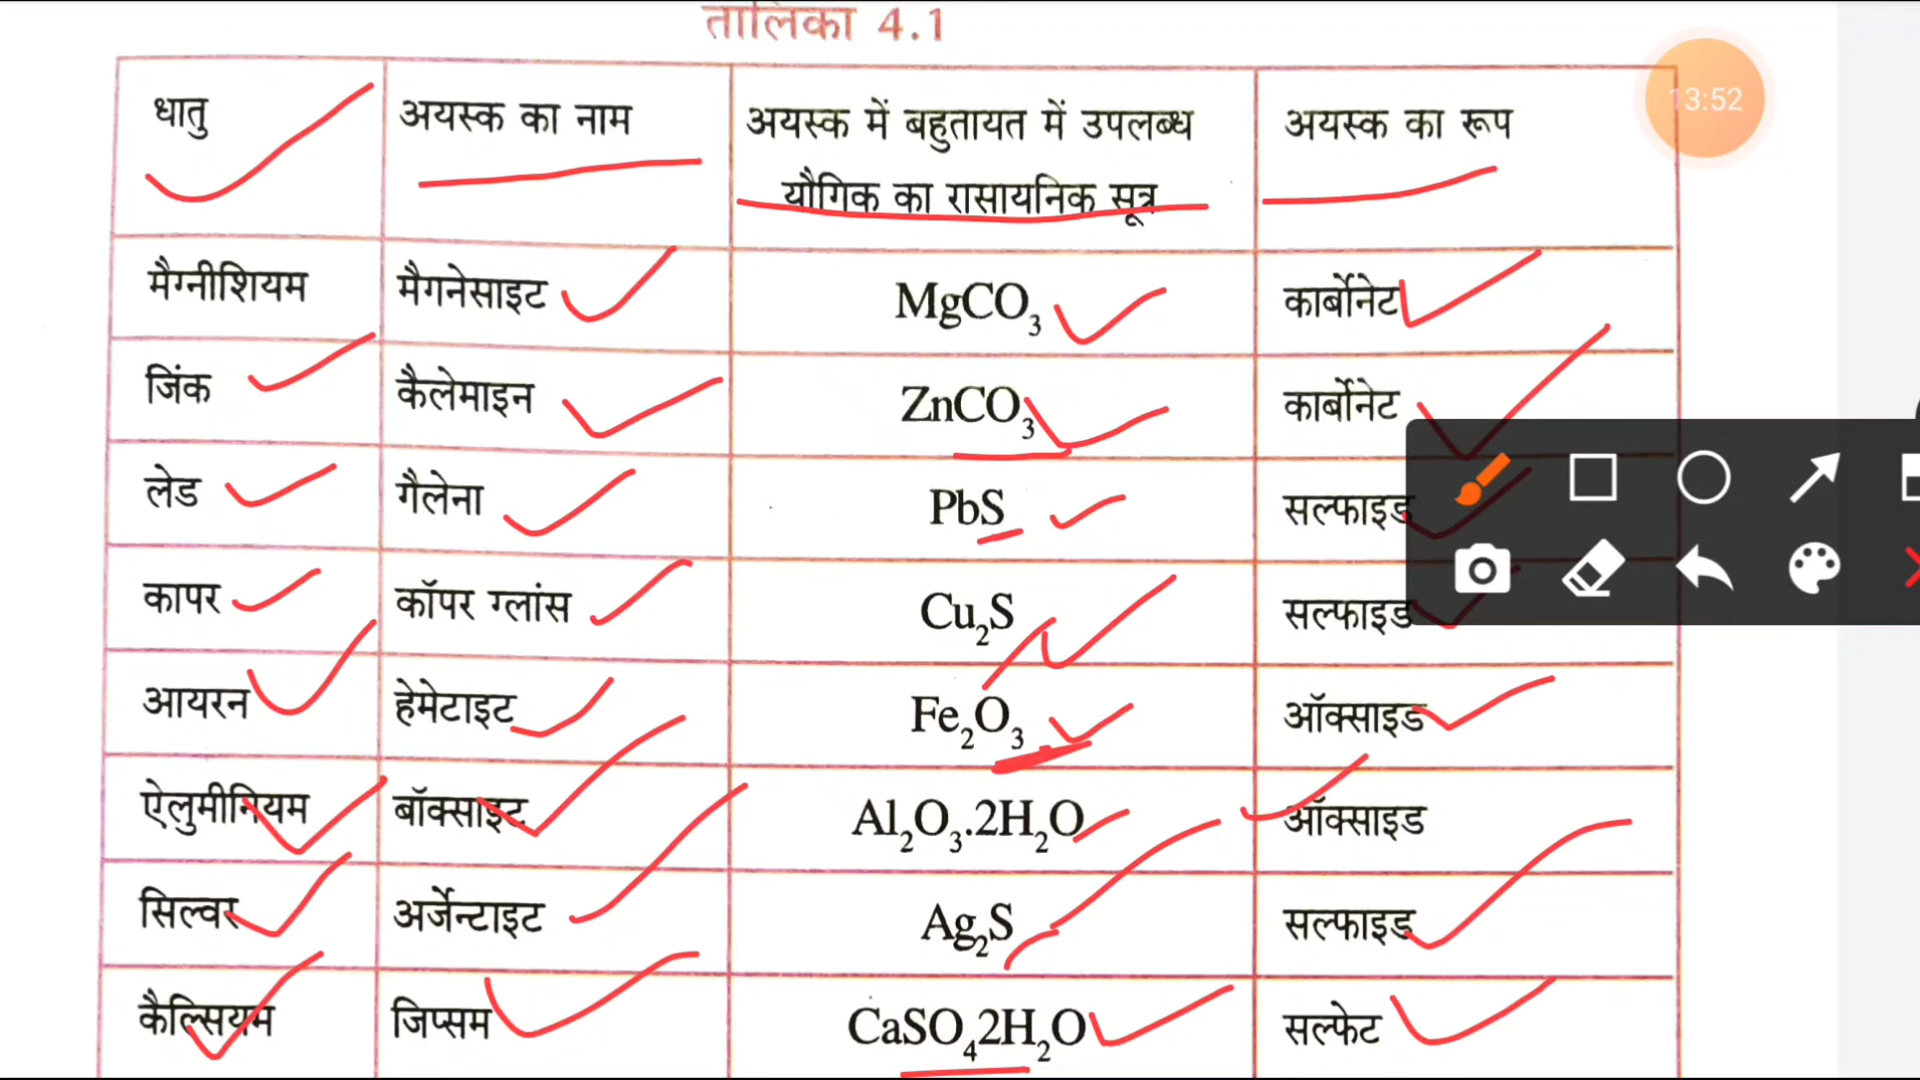 तालिका 4.1
13:52
धातु अयस्क का नाम अयस्क में बहुतायत में उपलब्ध यौगिक का रासायनिक सूत्र अयस्क का रूप
मैग्नीशियम मैगनेसाइट MgCO₃ कार्बोनेट
जिंक कैलेमाइन ZnCO₃ कार्बोनेट
लेड गैलेना PbS सल्फाइड
कापर कॉपर ग्लांस Cu₂S सल्फाइड
आयरन हेमेटाइट Fe₂O₃ ऑक्साइड
ऐलुमीनियम बॉक्साइट Al₂O₃.2H₂O ऑक्साइड
सिल्वर अर्जेन्टाइट Ag₂S सल्फाइड
कैल्सियम जिप्सम CaSO₄2H₂O सल्फेट